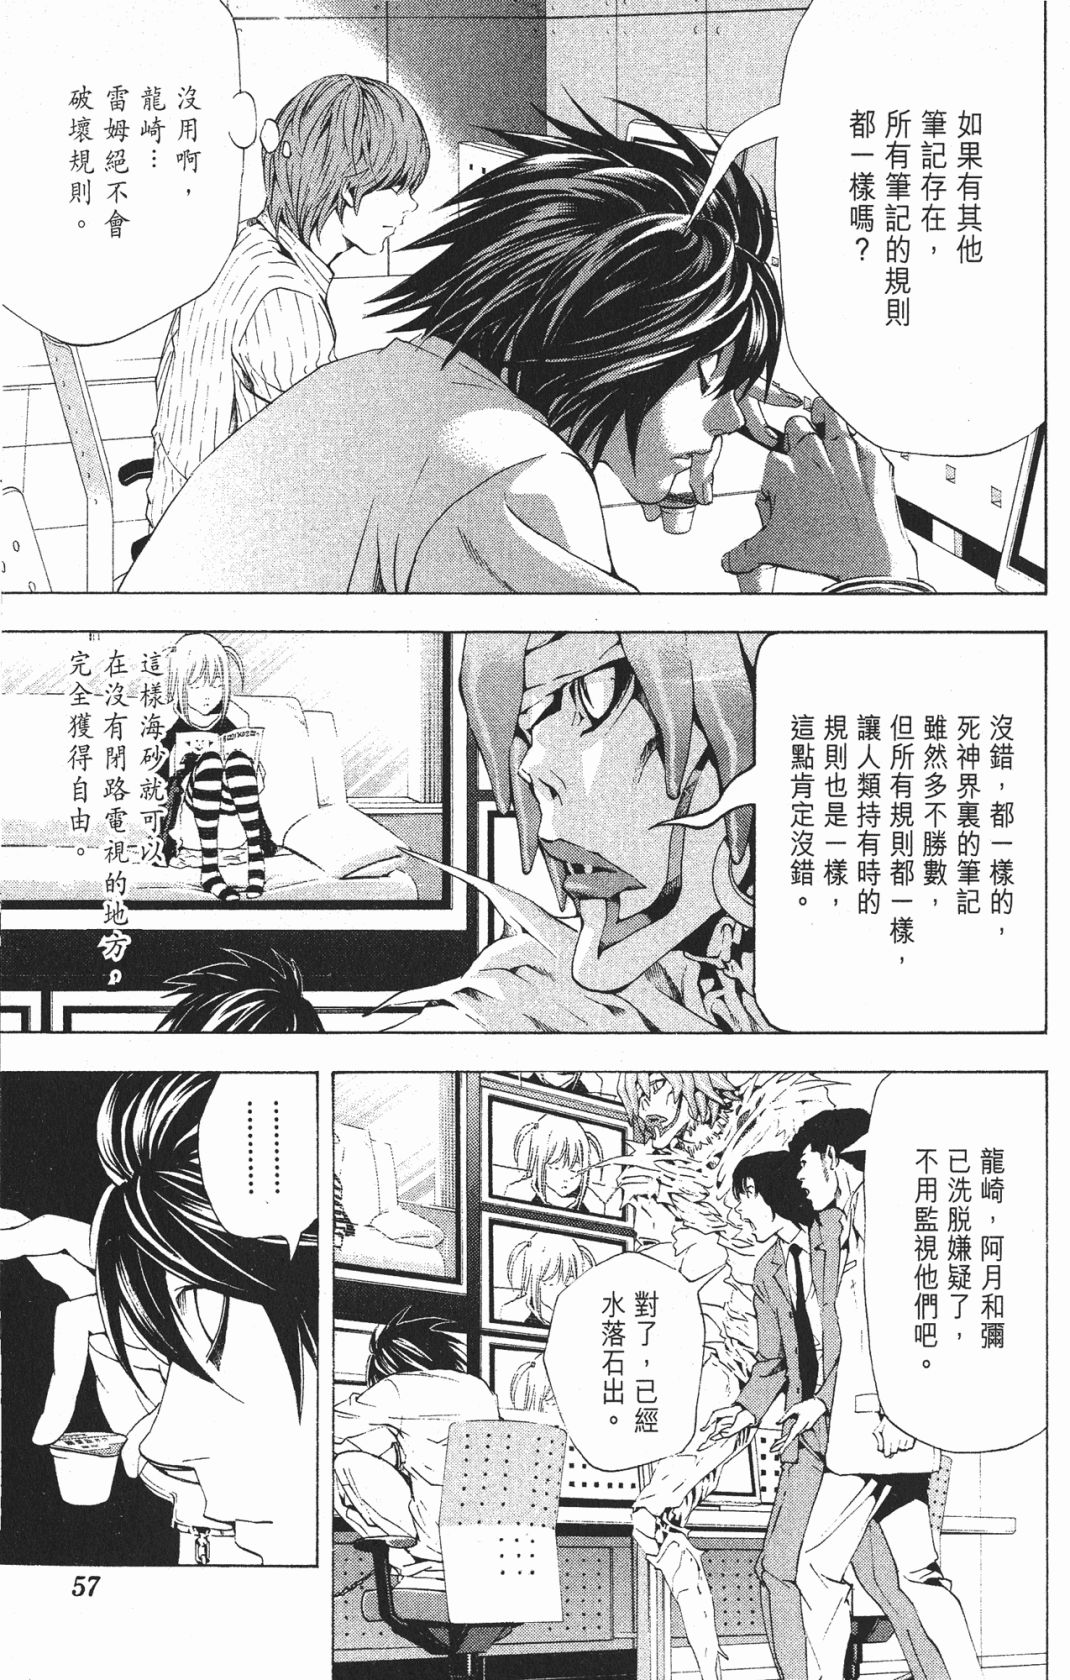 如果有其他
筆記存在，
所有筆記的規則
都一樣嗎？
沒用啊，
龍崎…
雷姆絕不會
破壞規則。
沒錯，都一樣的，
死神界裏的筆記
雖然多不勝數，
但所有規則都一樣，
讓人類持有時的
規則也是一樣，
這點肯定沒錯。
這樣海砂就可以
在沒有閉路電視的地方，
完全獲得自由。
龍崎，阿月和彌
已洗脫嫌疑了，
不用監視他們吧。
對了，已經
水落石出。
…………
57